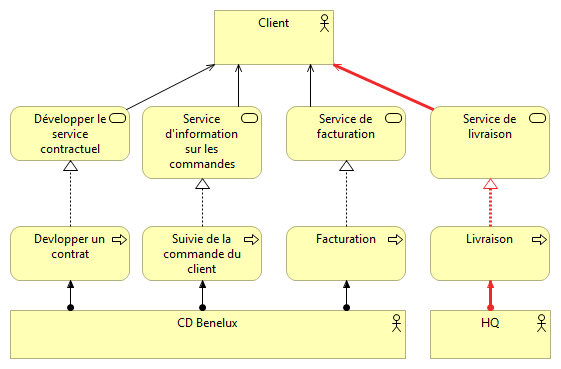 Client
Développer le
service
contractuel
Service
d'information
sur les
commandes
Service de
facturation
Service de
livraison
Devlopper un
contrat
Suivie de la
commande du
client
Facturation
Livraison
CD Benelux
HQ